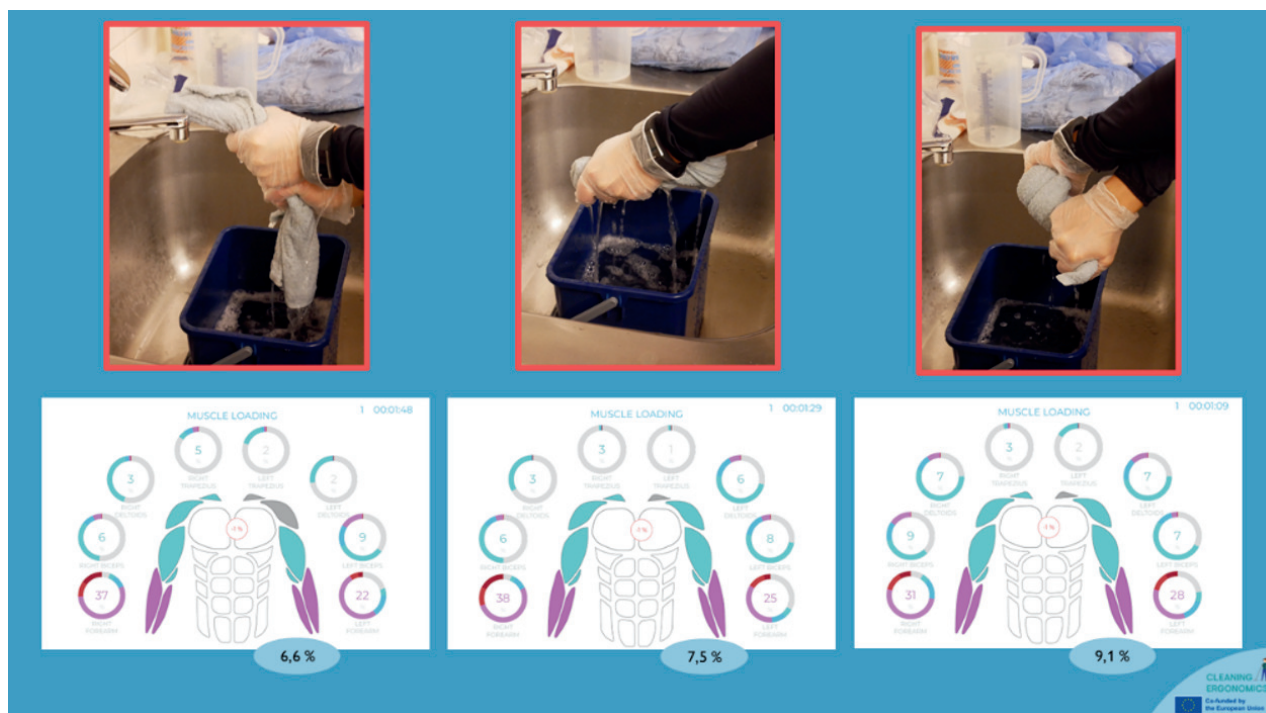 MUSCLE LOADING
1 00:01:48
5
%
RIGHT
TRAPEZIUS
2
%
LEFT
TRAPEZIUS
3
%
RIGHT
DELTOIDS
2
%
LEFT
DELTOIDS
6
%
RIGHT BICEPS
9
%
LEFT BICEPS
37
%
RIGHT
FOREARM
22
%
LEFT
FOREARM
-1 %
6,6 %
MUSCLE LOADING
1 00:01:29
3
%
RIGHT
TRAPEZIUS
1
%
LEFT
TRAPEZIUS
3
%
RIGHT
DELTOIDS
6
%
LEFT
DELTOIDS
6
%
RIGHT BICEPS
8
%
LEFT BICEPS
38
%
RIGHT
FOREARM
25
%
LEFT
FOREARM
-1 %
7,5 %
MUSCLE LOADING
1 00:01:09
3
%
RIGHT
TRAPEZIUS
2
%
LEFT
TRAPEZIUS
7
%
RIGHT
DELTOIDS
7
%
LEFT
DELTOIDS
9
%
RIGHT BICEPS
7
%
LEFT BICEPS
31
%
RIGHT
FOREARM
28
%
LEFT
FOREARM
9,1 %
CLEANING
ERGONOMICS
Co-funded by
the European Union